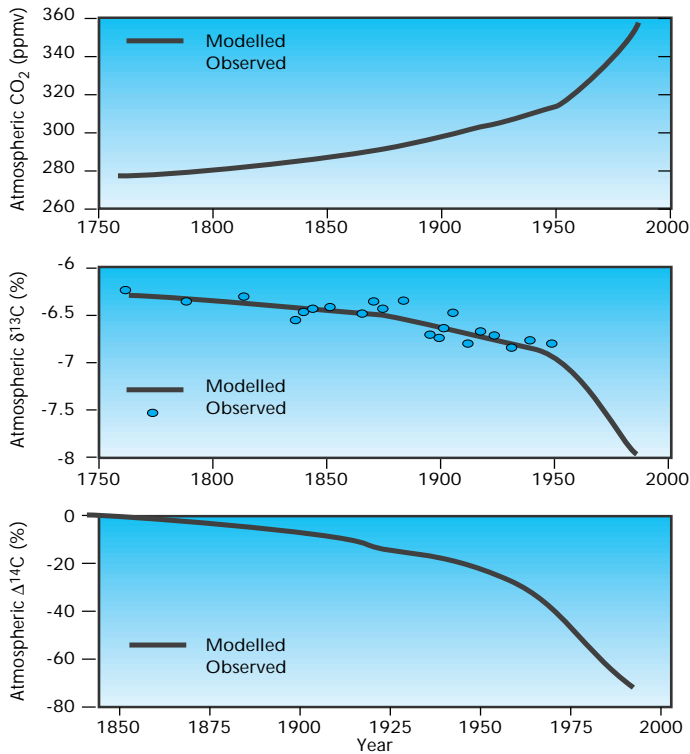 Atmospheric CO2 (ppmv)
360
340
320
300
280
260
Modelled
Observed
1750 1800 1850 1900 1950 2000
Atmospheric δ13C (%)
-6
-6.5
-7
-7.5
-8
Modelled
Observed
1750 1800 1850 1900 1950 2000
Atmospheric Δ14C (%)
0
-20
-40
-60
-80
Modelled
Observed
1850 1875 1900 1925 1950 1975 2000
Year